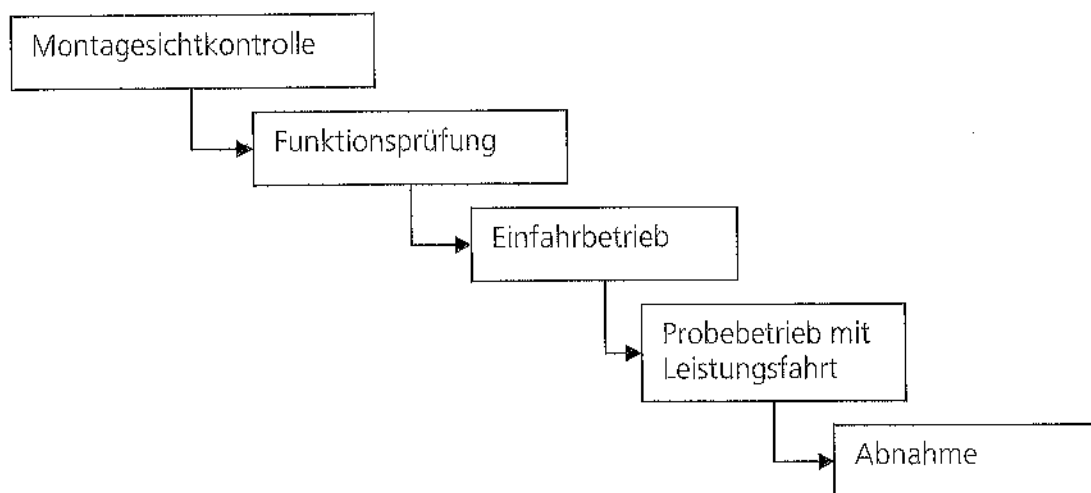 Montagesichtkontrolle
Funktionsprüfung
Einfahrbetrieb
Probebetrieb mit
Leistungsfahrt
Abnahme